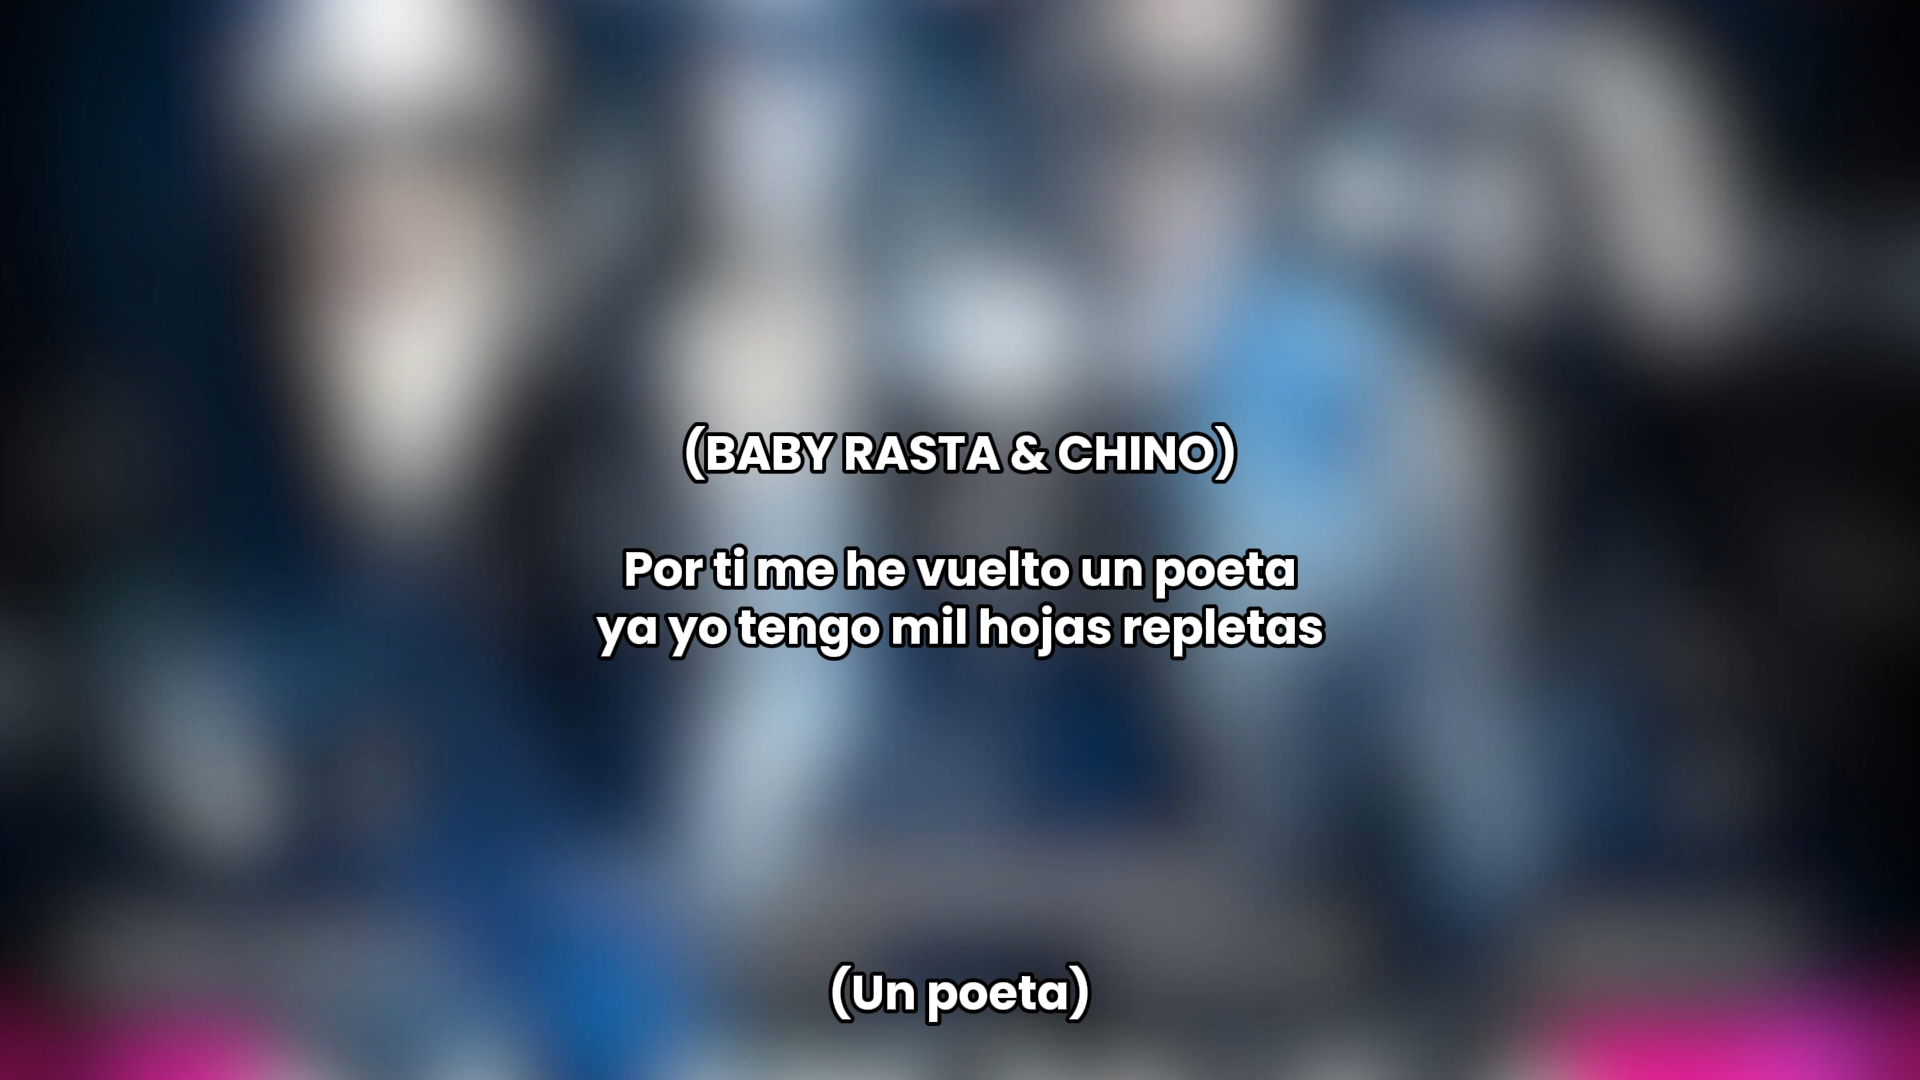 (BABY RASTA & CHINO)
Por ti me he vuelto un poeta
ya yo tengo mil hojas repletas
(Un poeta)